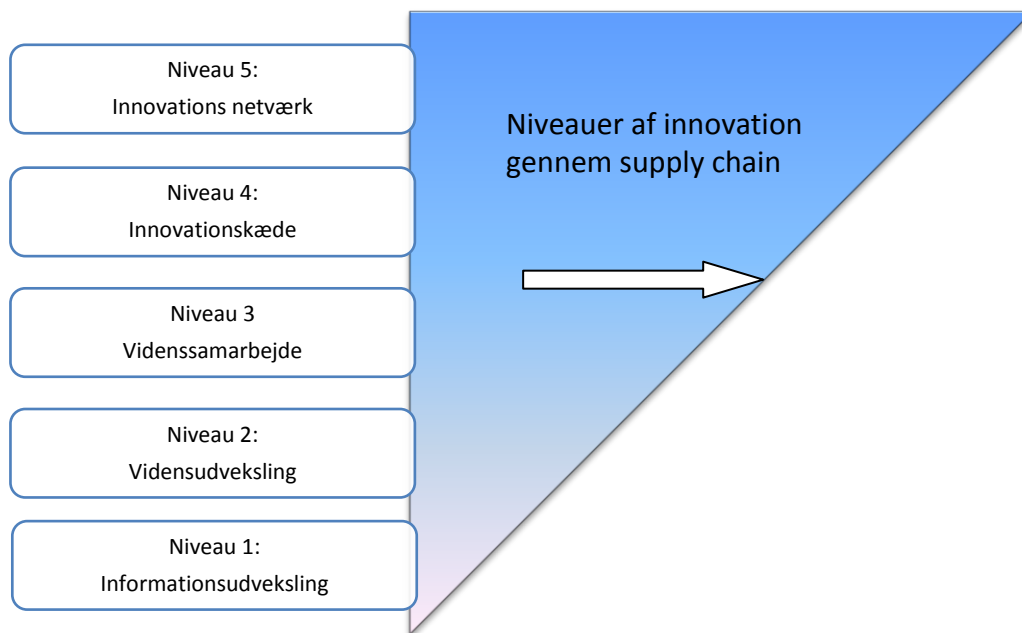 Niveau 5:
Innovations netværk
Niveauer af innovation
gennem supply chain
Niveau 4:
Innovationskæde
Niveau 3
Videnssamarbejde
Niveau 2:
Vidensudveksling
Niveau 1:
Informationsudveksling